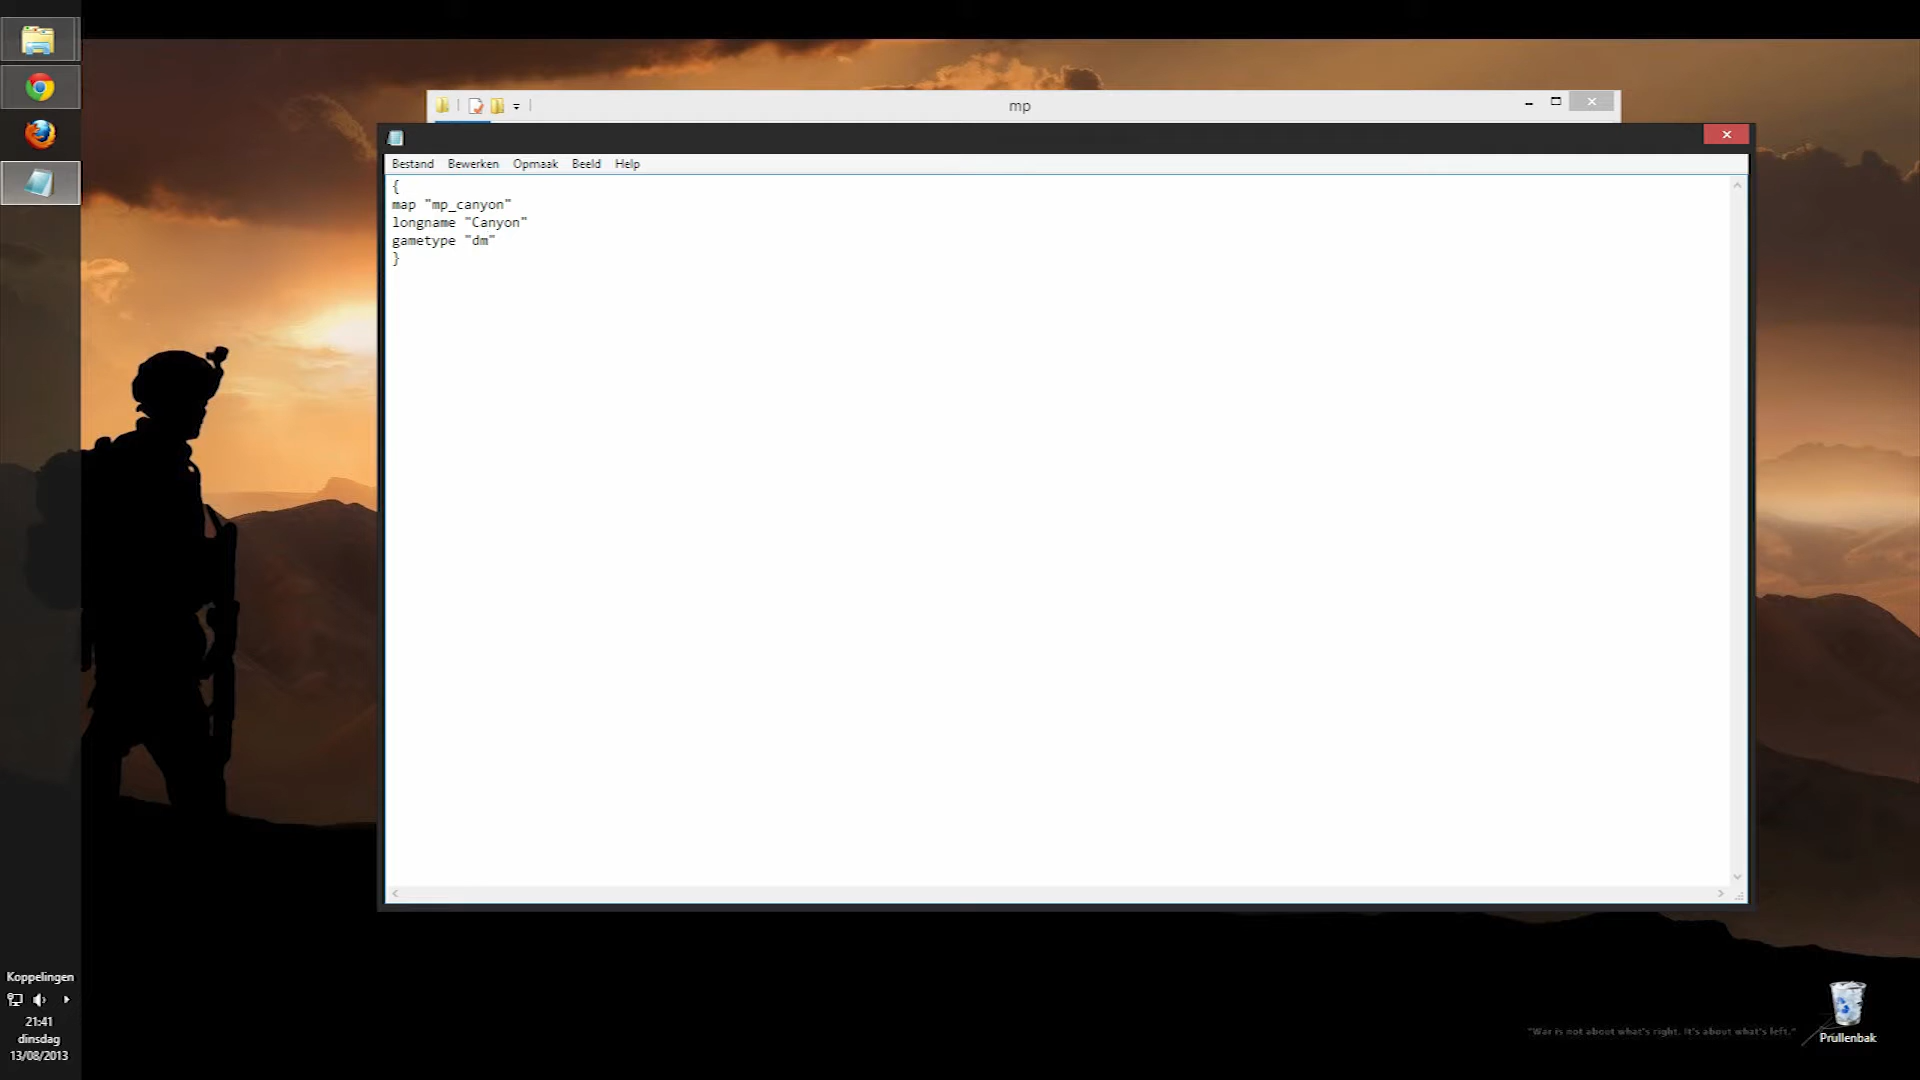 mp
Bestand Bewerken Opmaak Beeld Help
{
map "mp_canyon"
longname "Canyon"
gametype "dm"
}
Koppelingen
21:41
dinsdag
13/08/2013
"War is not about what's right. It's about what's left."
Prullenbak